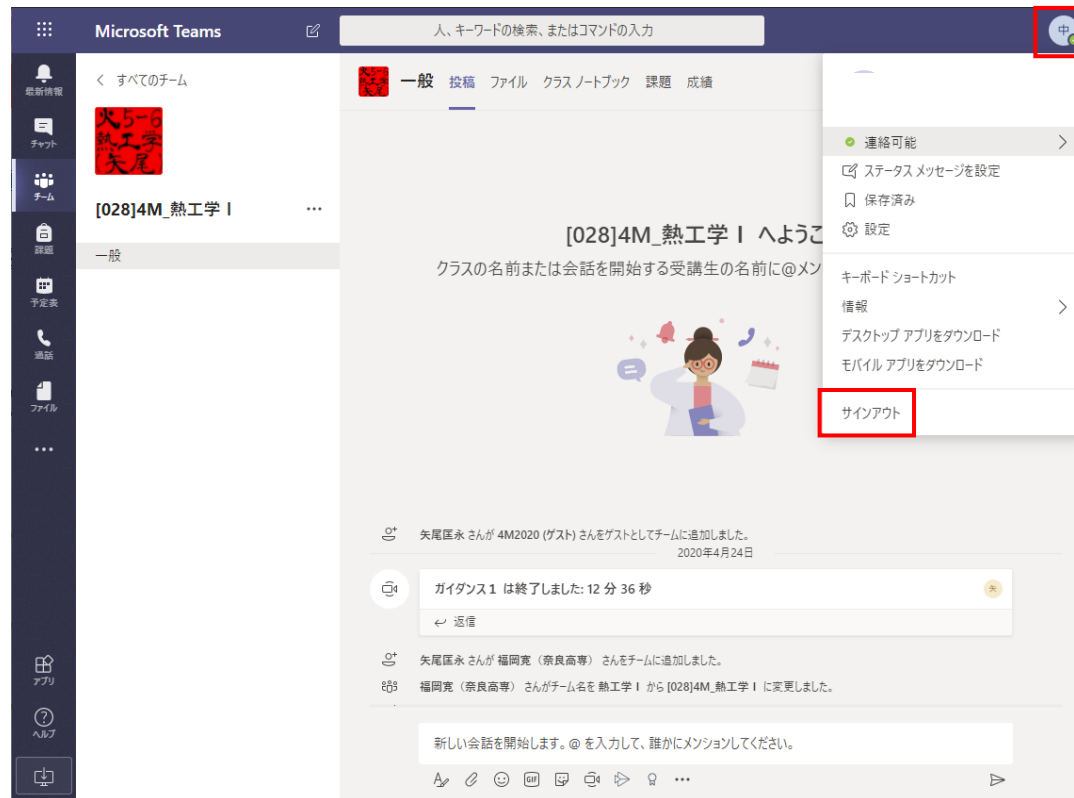 Microsoft Teams
人、キーワードの検索、またはコマンドの入力
中
最新情報
チャット
チーム
課題
予定表
通話
ファイル
アプリ
ヘルプ
すべてのチーム
火5-6
熱工学
矢尾
[028]4M_熱工学Ⅰ
一般
火5-6
熱工学
矢尾
一般 投稿 ファイル クラス ノートブック 課題 成績
[028]4M_熱工学Ⅰ へようこ
クラスの名前または会話を開始する受講生の名前に@メン
矢尾匡永 さんが 4M2020 (ゲスト) さんをゲストとしてチームに追加しました。
2020年4月24日
ガイダンス１ は終了しました: 12 分 36 秒
矢
返信
矢尾匡永 さんが 福岡寛（奈良高専） さんをチームに追加しました。
福岡寛（奈良高専） さんがチーム名を 熱工学Ⅰ から [028]4M_熱工学Ⅰ に変更しました。
新しい会話を開始します。@ を入力して、誰かにメンションしてください。
GIF
連絡可能
ステータス メッセージを設定
保存済み
設定
キーボード ショートカット
情報
デスクトップ アプリをダウンロード
モバイル アプリをダウンロード
サインアウト